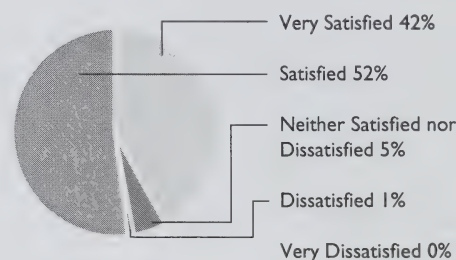 Very Satisfied 42%
Satisfied 52%
Neither Satisfied nor
Dissatisfied 5%
Dissatisfied 1%
Very Dissatisfied 0%